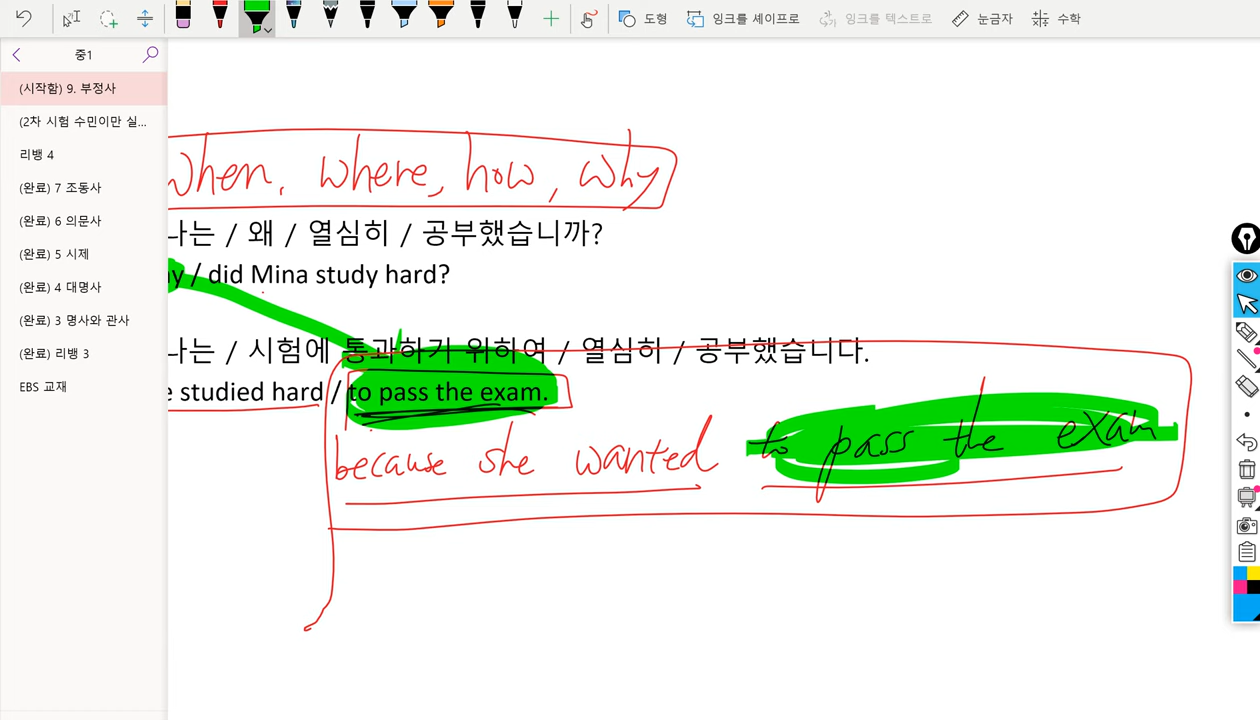 도형
잉크를 셰이프로
잉크를 텍스트로
눈금자
수학
중1
(시작함) 9. 부정사
(2차 시험 수민이만 실...
리뱅 4
(완료) 7 조동사
(완료) 6 의문사
(완료) 5 시제
(완료) 4 대명사
(완료) 3 명사와 관사
(완료) 리뱅 3
EBS 교재
when, where, how, why
나는 / 왜 / 열심히 / 공부했습니까?
y / did Mina study hard?
나는 / 시험에 통과하기 위하여 / 열심히 / 공부했습니다.
e studied hard / to pass the exam.
because she wanted to pass the exam